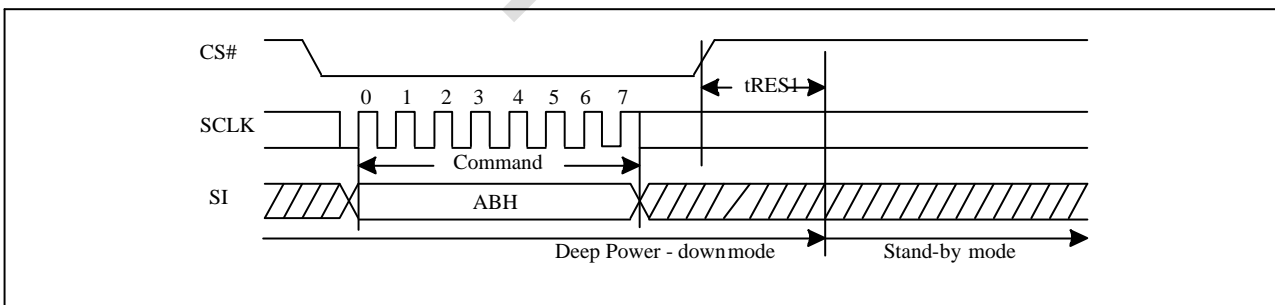 CS#
tRES1
0 1 2 3 4 5 6 7
SCLK
Command
SI
ABH
Deep Power - down mode
Stand-by mode